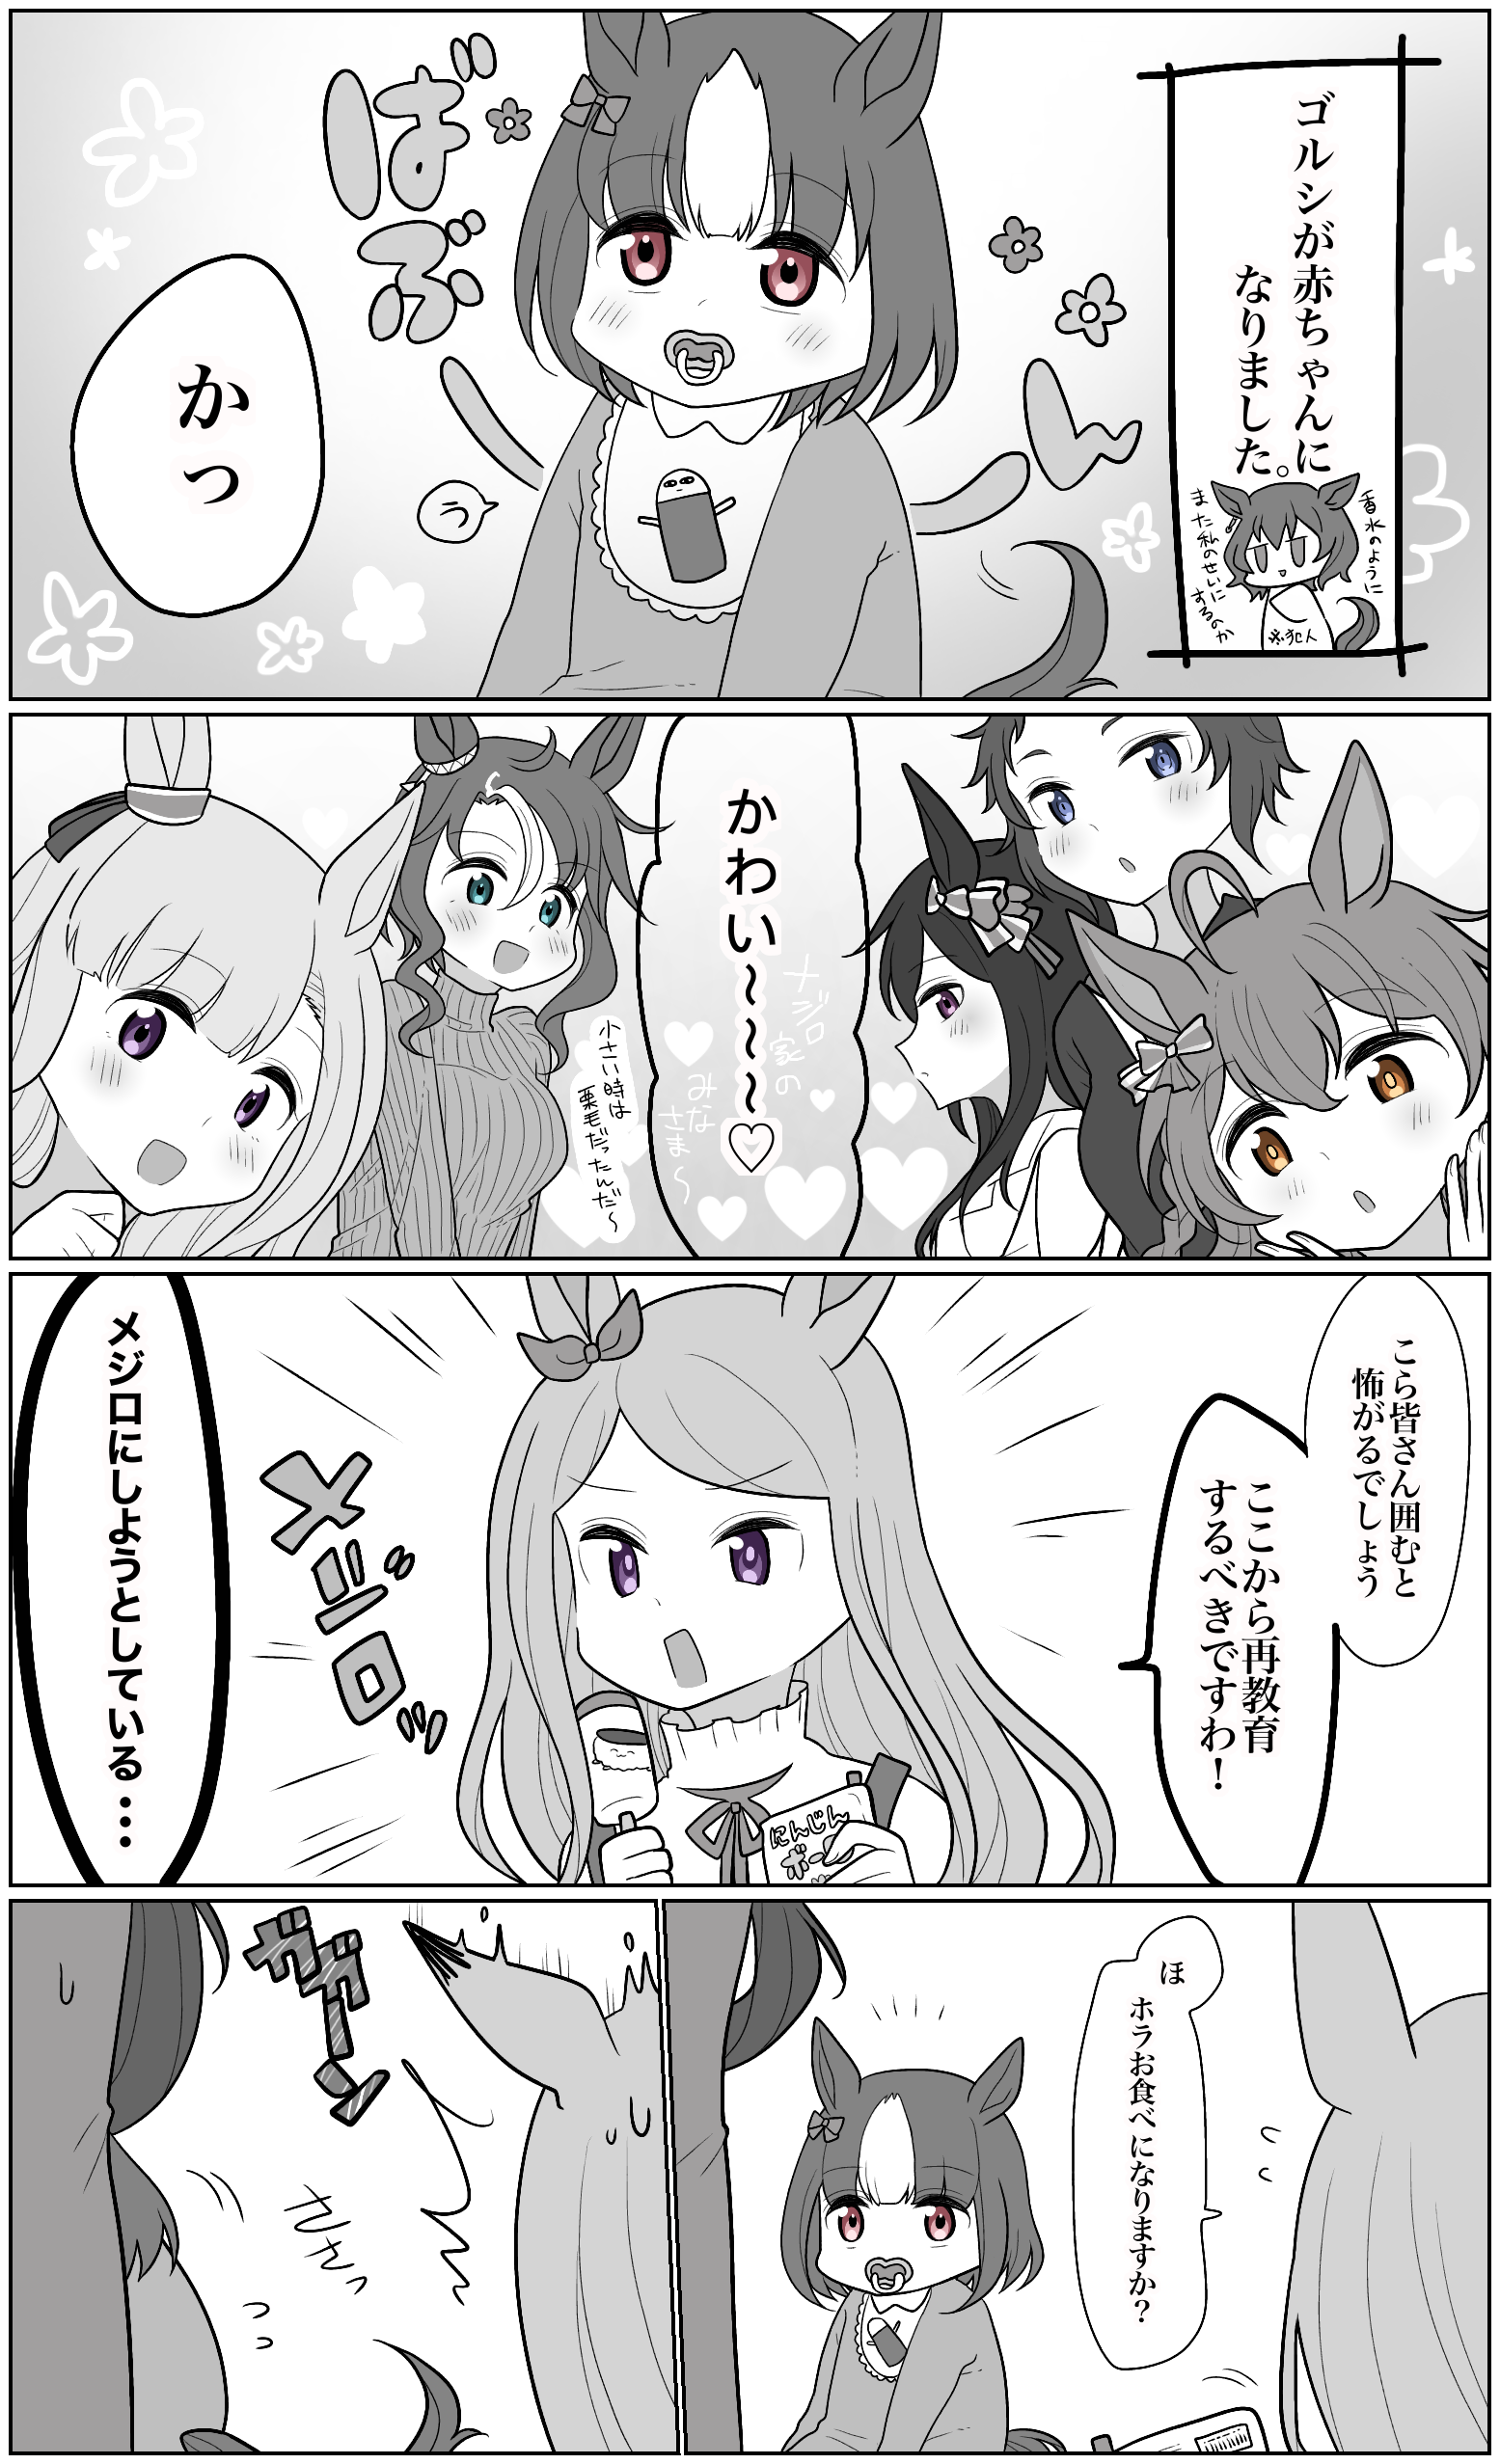 ゴルシが赤ちゃんに
なりました。
香水のように
また私のせいに
するのか
※犯人
ばぶ
う
かっ
わい〜〜〜〜♡
メジロ家の
みな
さま〜
小さい時は
栗毛だったんだ〜
こら皆さん囲むと
怖がるでしょう
ここから再教育
するべきですわ！
にんじん
ボー
メジロッ
メジロにしようとしている…
ほ
ホラお食べになりますか？
ガガーン
ささっ